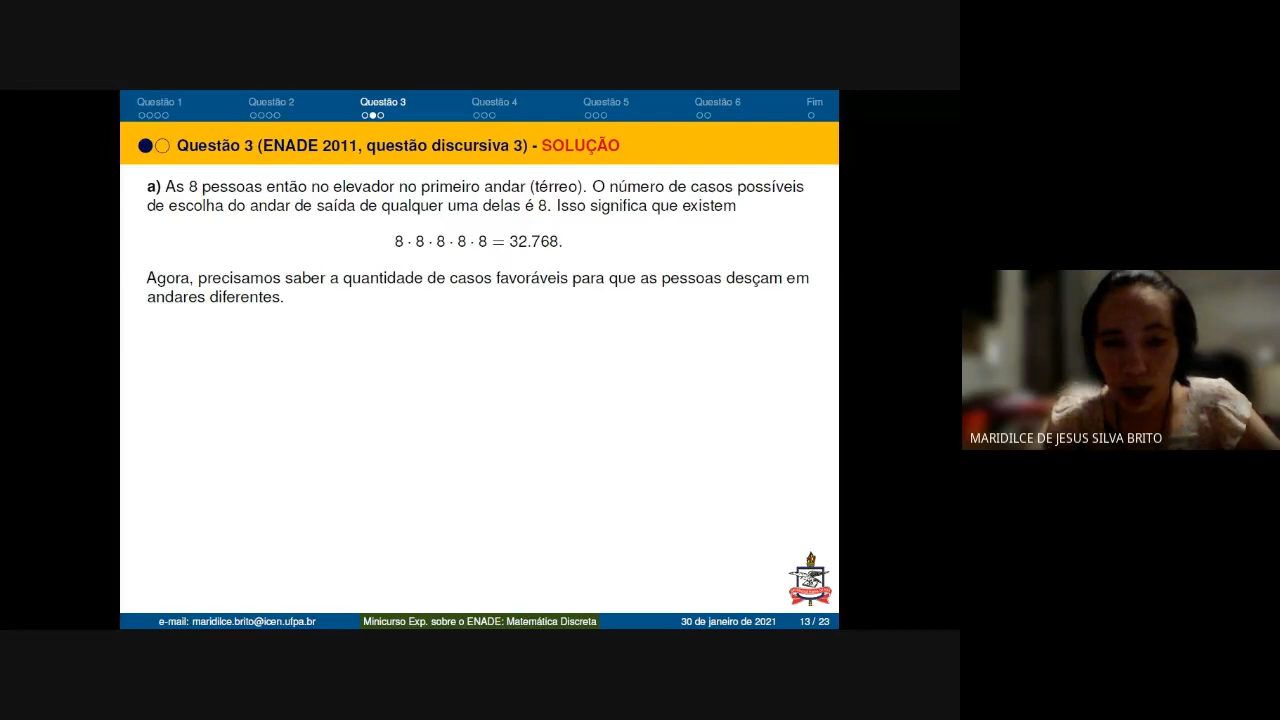 Questão 1
Questão 2
Questão 3
Questão 4
Questão 5
Questão 6
Fim
Questão 3 (ENADE 2011, questão discursiva 3) - SOLUÇÃO
a) As 8 pessoas então no elevador no primeiro andar (térreo). O número de casos possíveis
de escolha do andar de saída de qualquer uma delas é 8. Isso significa que existem
8 · 8 · 8 · 8 · 8 = 32.768.
Agora, precisamos saber a quantidade de casos favoráveis para que as pessoas desçam em
andares diferentes.
e-mail: maridilce.brito@icen.ufpa.br
Minicurso Exp. sobre o ENADE: Matemática Discreta
30 de janeiro de 2021
13 / 23
MARIDILCE DE JESUS SILVA BRITO